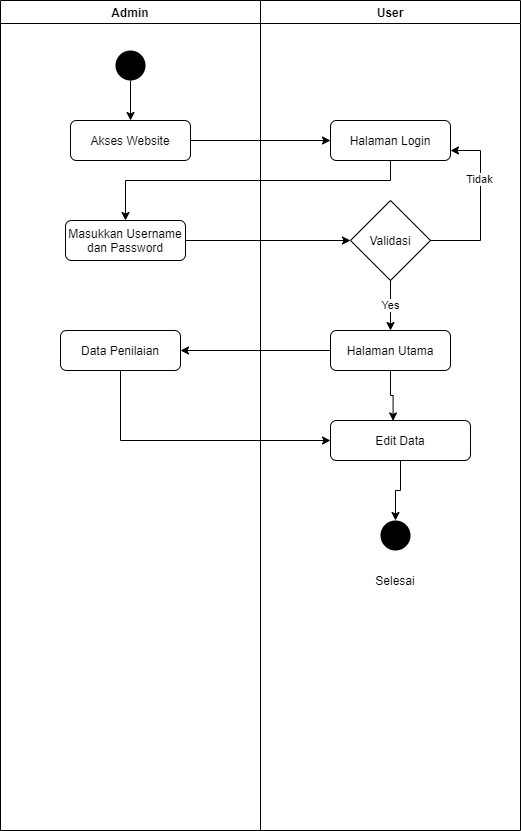 Admin
User
Akses Website
Halaman Login
Tidak
Masukkan Username
dan Password
Validasi
Yes
Data Penilaian
Halaman Utama
Edit Data
Selesai